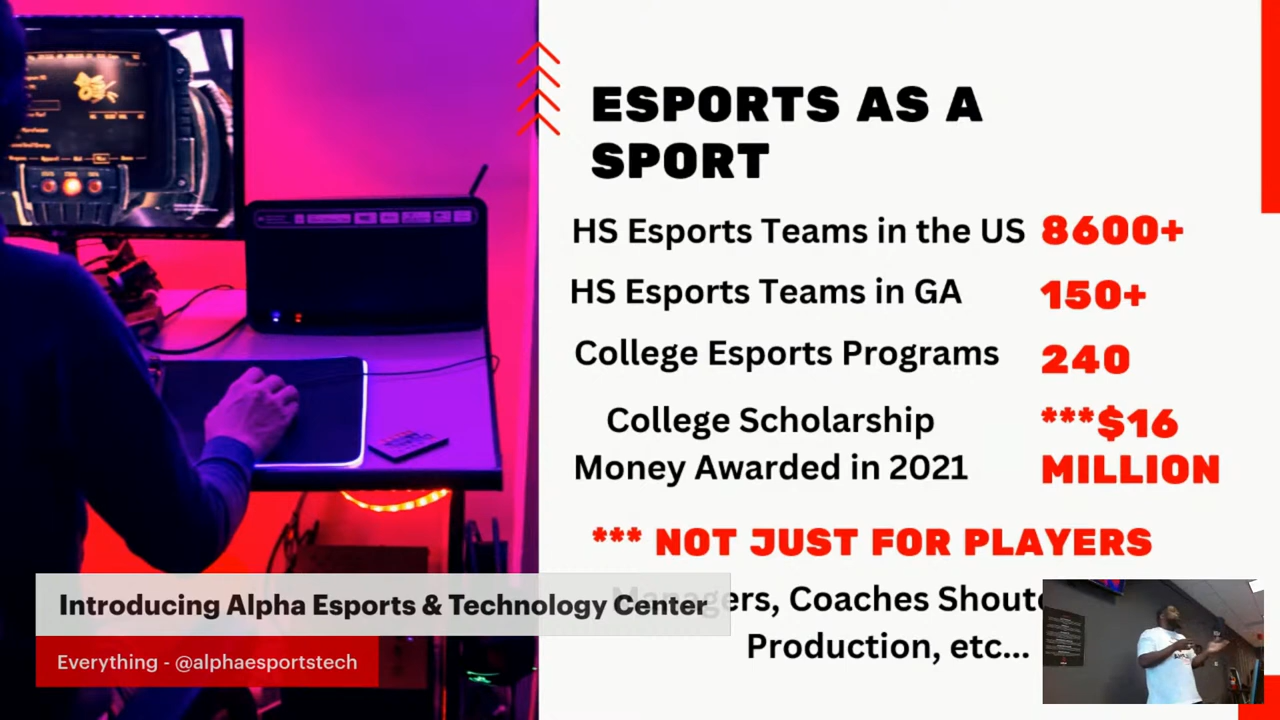 ESPORTS AS A
SPORT
HS Esports Teams in the US 8600+
HS Esports Teams in GA 150+
College Esports Programs 240
College Scholarship ***$16
Money Awarded in 2021 MILLION
*** NOT JUST FOR PLAYERS
Managers, Coaches Shoutc
Production, etc...
Introducing Alpha Esports & Technology Center
Everything - @alphaesportstech